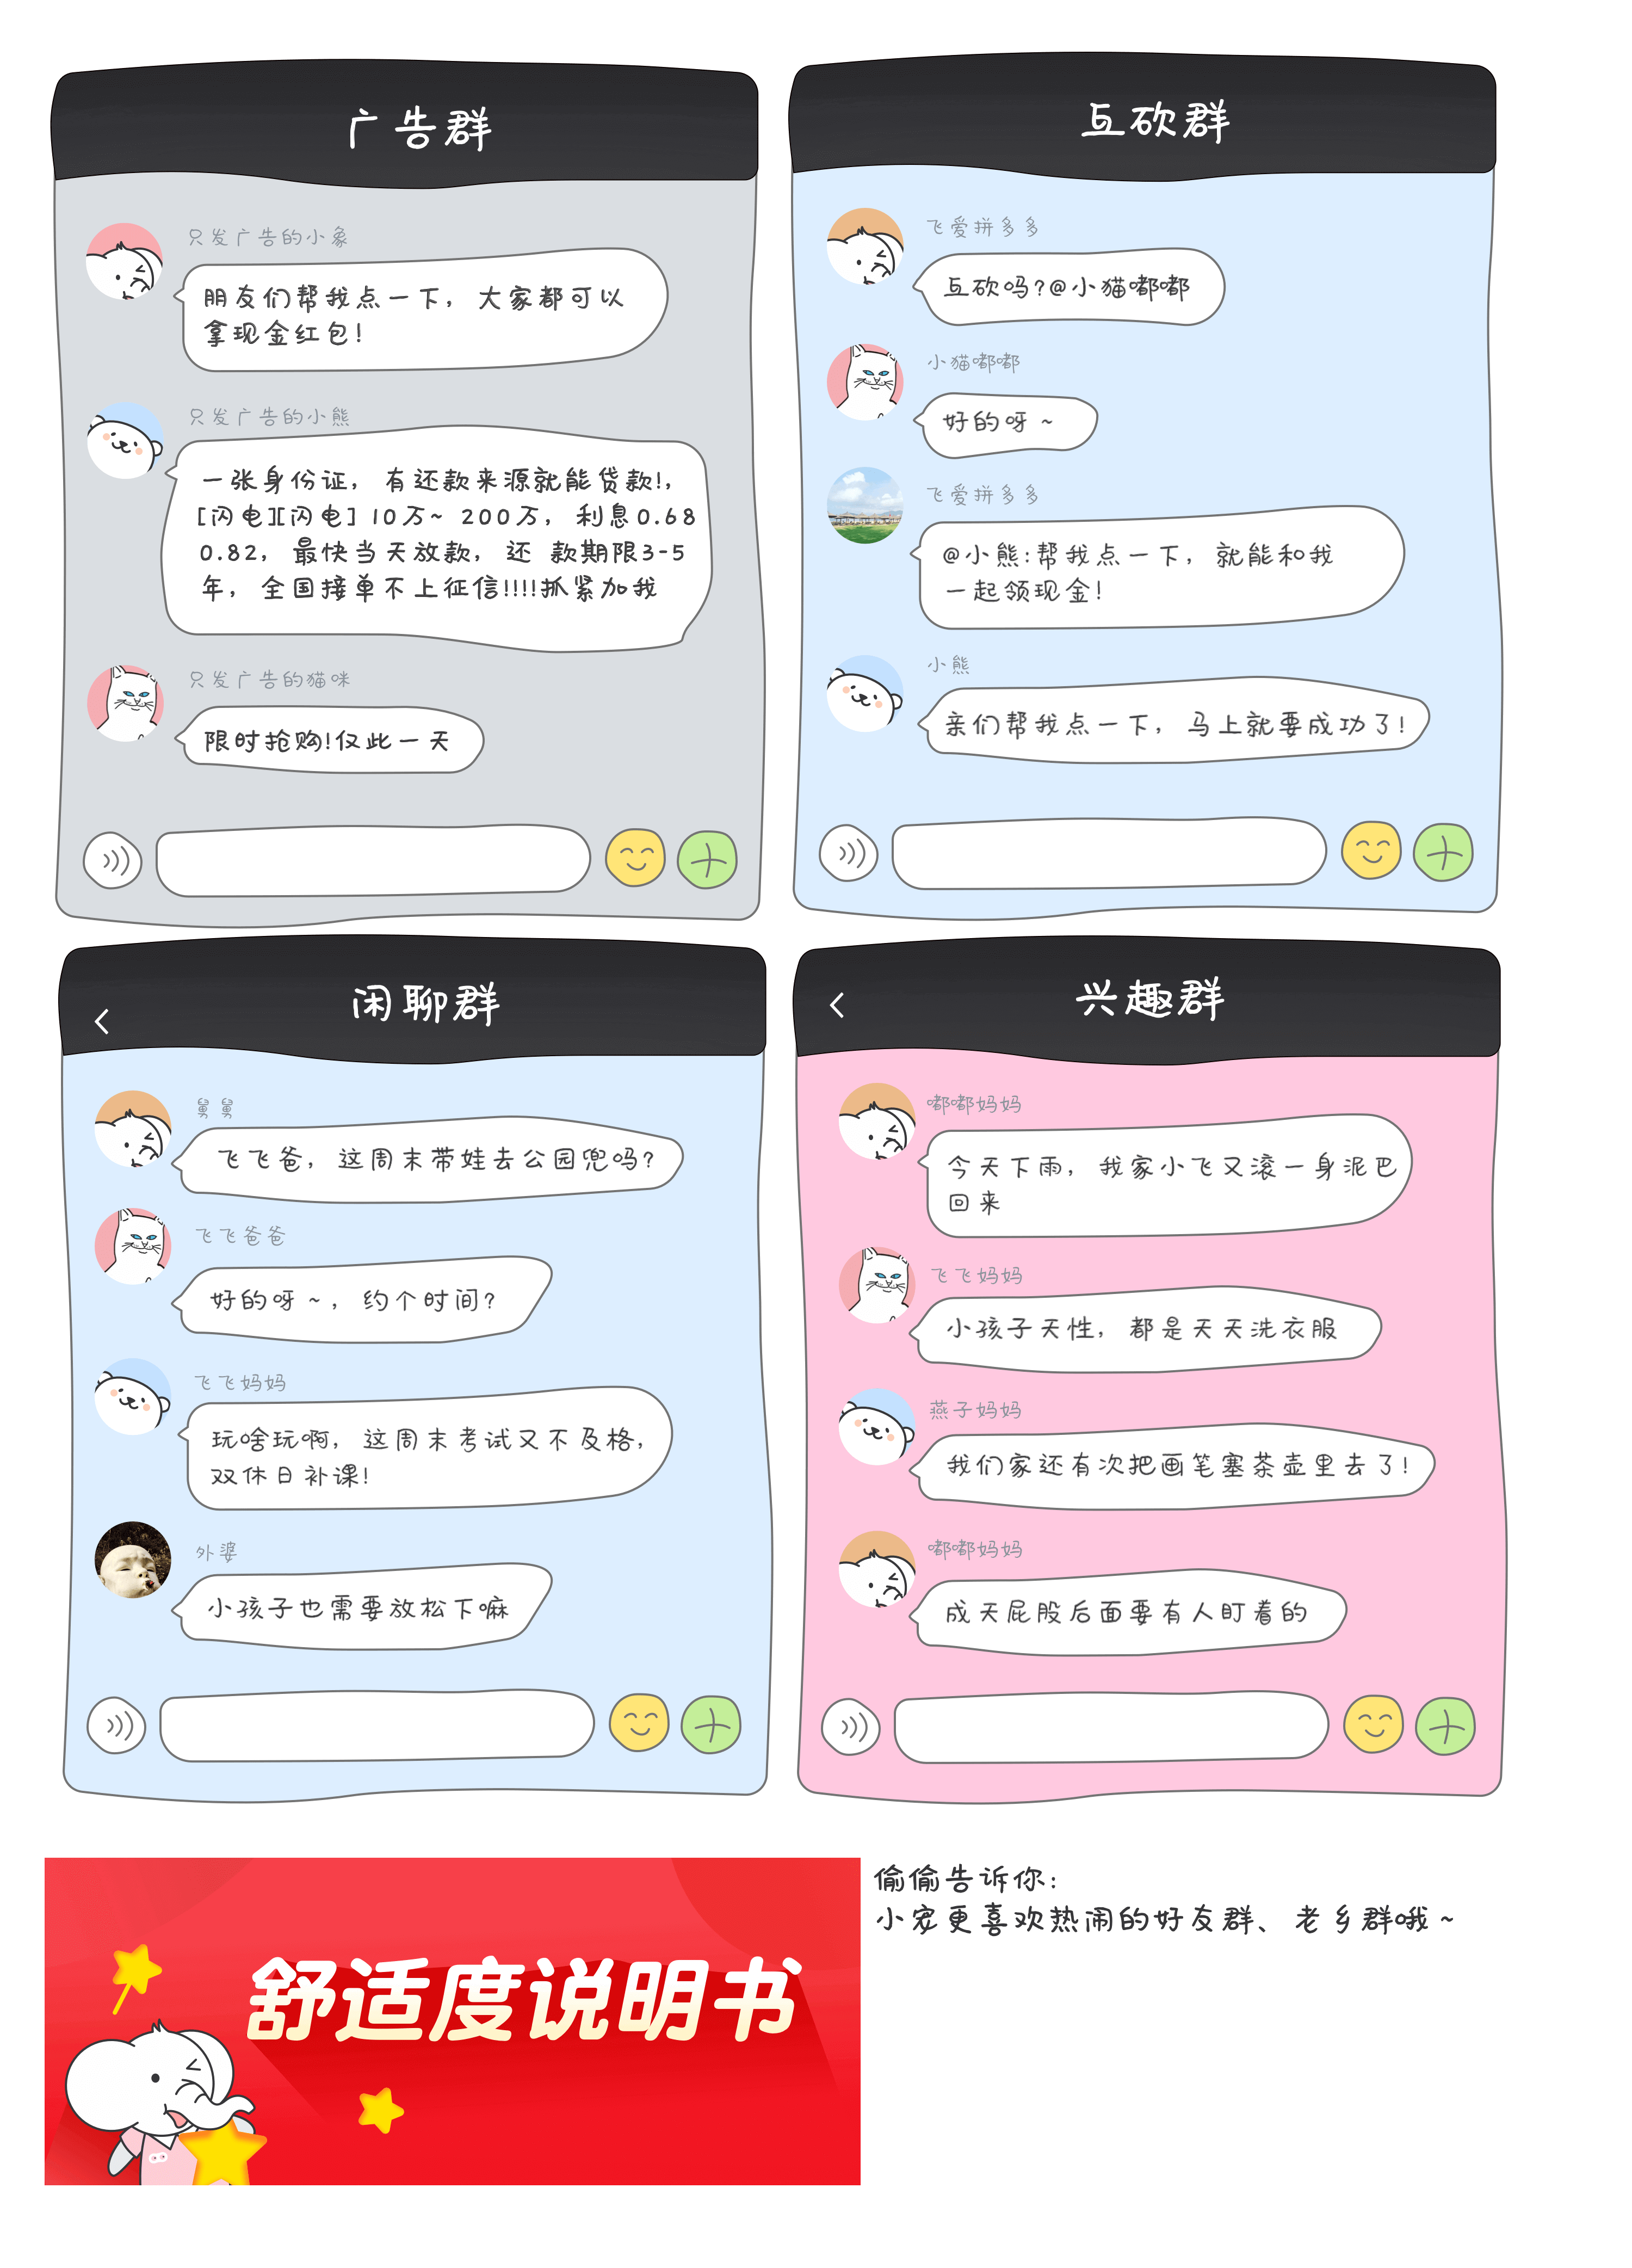 广告群
只发广告的小象
朋友们帮我点一下，大家都可以
拿现金红包!
只发广告的小熊
一张身份证，有还款来源就能贷款!，
[闪电][闪电] 10万~ 200万，利息0.68
0.82，最快当天放款，还 款期限3-5
年，全国接单不上征信!!!!抓紧加我
只发广告的猫咪
限时抢购!仅此一天
互砍群
飞爱拼多多
互砍吗?@小猫嘟嘟
小猫嘟嘟
好的呀~
飞爱拼多多
@小熊:帮我点一下，就能和我
一起领现金!
小熊
亲们帮我点一下，马上就要成功了!
闲聊群
舅舅
飞飞爸，这周末带娃去公园兜吗?
飞飞爸爸
好的呀~，约个时间?
飞飞妈妈
玩啥玩啊，这周末考试又不及格，
双休日补课!
外婆
小孩子也需要放松下嘛
兴趣群
嘟嘟妈妈
今天下雨，我家小飞又滚一身泥巴
回来
飞飞妈妈
小孩子天性，都是天天洗衣服
燕子妈妈
我们家还有次把画笔塞茶壶里去了!
嘟嘟妈妈
成天屁股后面要有人盯着的
舒适度说明书
偷偷告诉你:
小宠更喜欢热闹的好友群、老乡群哦~